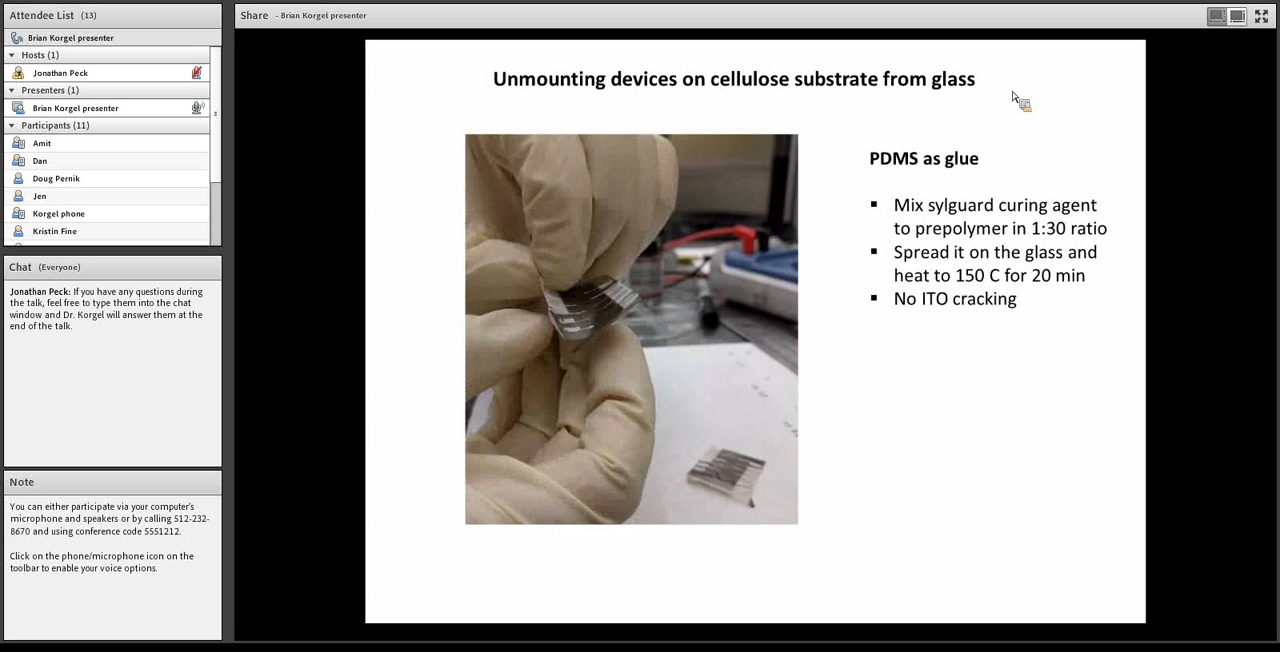 Attendee List (13)
Brian Korgel presenter
Hosts (1)
Jonathan Peck
Presenters (1)
Brian Korgel presenter
Participants (11)
Amit
Dan
Doug Pernik
Jen
Korgel phone
Kristin Fine
Chat (Everyone)
Jonathan Peck: If you have any questions during
the talk, feel free to type them into the chat
window and Dr. Korgel will answer them at the
end of the talk.
Note
You can either participate via your computer's
microphone and speakers or by calling 512-232-
8670 and using conference code 5551212.
Click on the phone/microphone icon on the
toolbar to enable your voice options.
Share - Brian Korgel presenter
Unmounting devices on cellulose substrate from glass
PDMS as glue
▪ Mix sylguard curing agent
to prepolymer in 1:30 ratio
▪ Spread it on the glass and
heat to 150 C for 20 min
▪ No ITO cracking